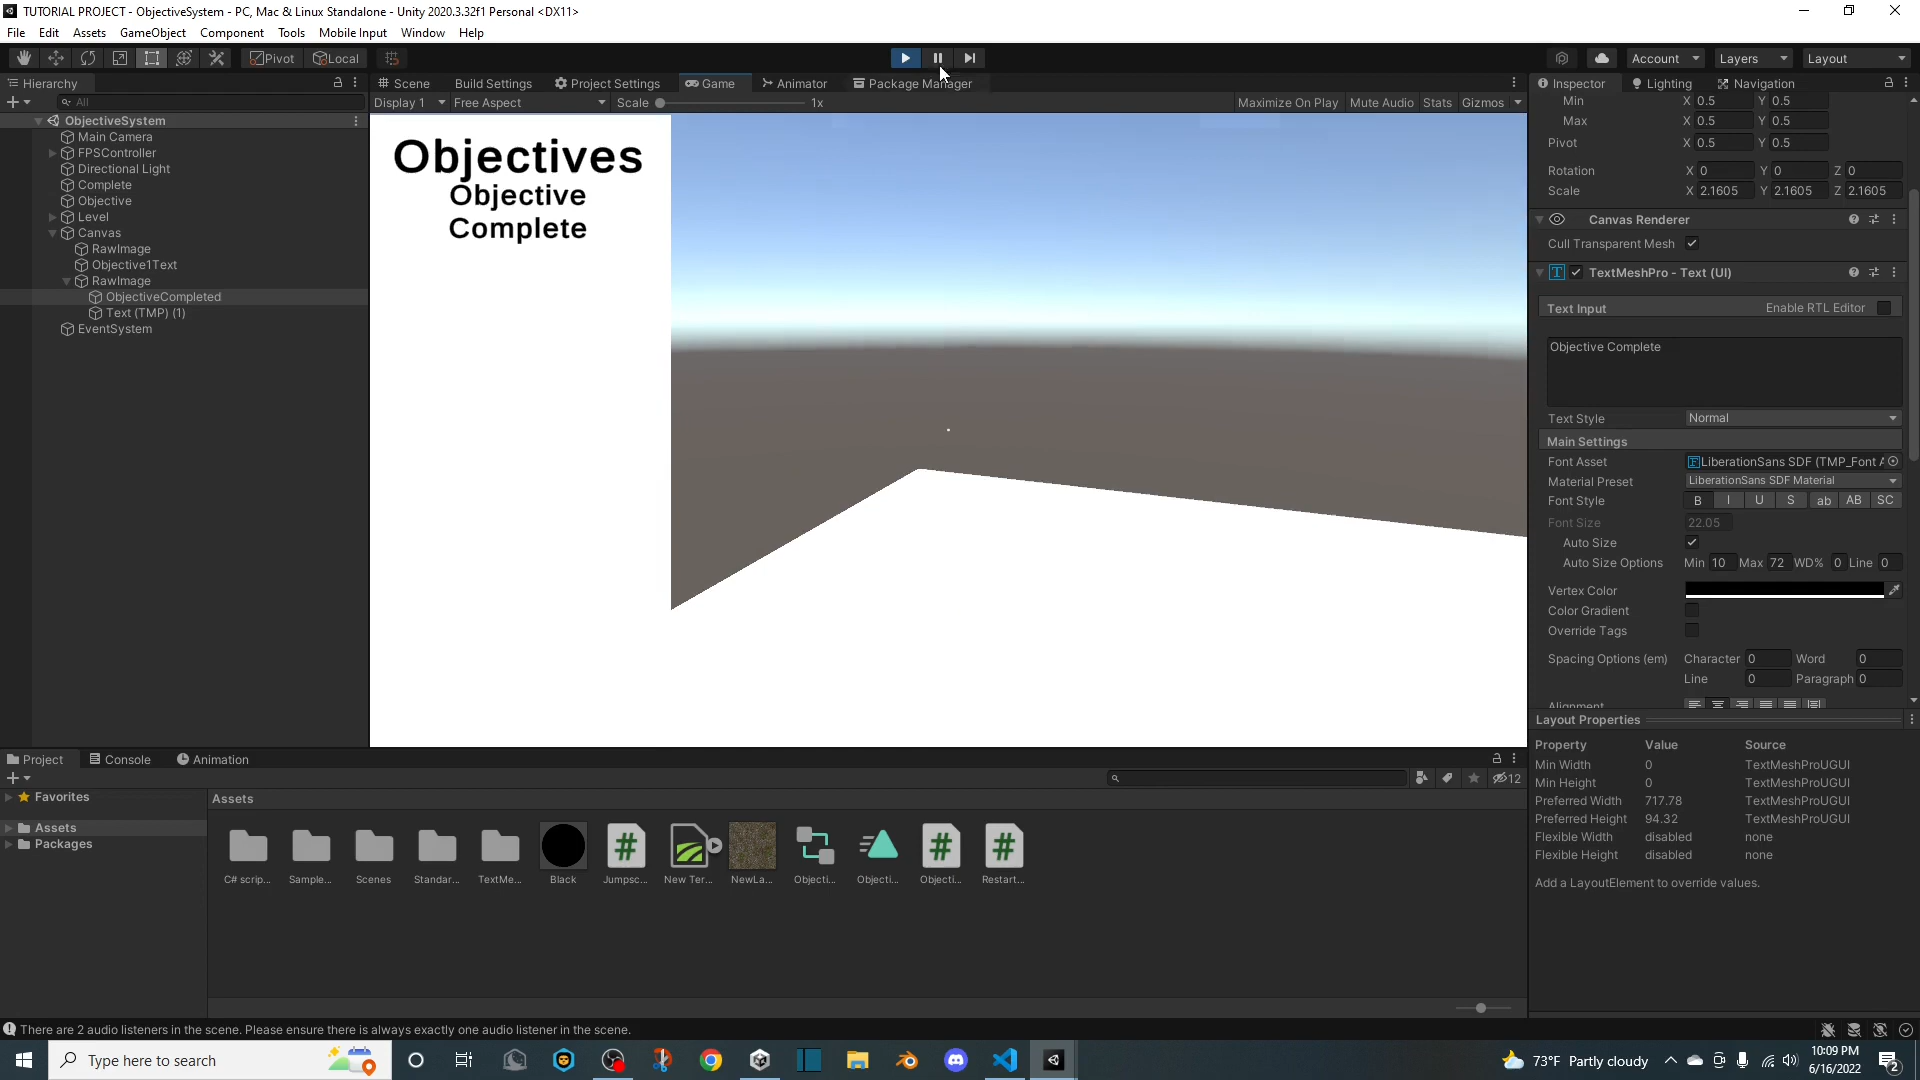 TUTORIAL PROJECT - ObjectiveSystem - PC, Mac & Linux Standalone - Unity 2020.3.32f1 Personal <DX11>
File Edit Assets GameObject Component Tools Mobile Input Window Help
Pivot Local Account Layers Layout
Hierarchy
All
ObjectiveSystem
Main Camera
FPSController
Directional Light
Complete
Objective
Level
Canvas
RawImage
Objective1Text
RawImage
ObjectiveCompleted
Text (TMP) (1)
EventSystem
Scene Build Settings Project Settings Game Animator Package Manager
Display 1 Free Aspect Scale 1x Maximize On Play Mute Audio Stats Gizmos
Objectives
Objective
Complete
Inspector Lighting Navigation
Min X 0.5 Y 0.5
Max X 0.5 Y 0.5
Pivot X 0.5 Y 0.5
Rotation X 0 Y 0 Z 0
Scale X 2.1605 Y 2.1605 Z 2.1605
Canvas Renderer
Cull Transparent Mesh
TextMeshPro - Text (UI)
Text Input Enable RTL Editor
Objective Complete
Text Style Normal
Main Settings
Font Asset LiberationSans SDF (TMP_Font A
Material Preset LiberationSans SDF Material
Font Style B I U S ab AB SC
Font Size 22.05
Auto Size
Auto Size Options Min 10 Max 72 WD% 0 Line 0
Vertex Color
Color Gradient
Override Tags
Spacing Options (em) Character 0 Word 0
Line 0 Paragraph 0
Alignment
Layout Properties
Property Value Source
Min Width 0 TextMeshProUGUI
Min Height 0 TextMeshProUGUI
Preferred Width 717.78 TextMeshProUGUI
Preferred Height 94.32 TextMeshProUGUI
Flexible Width disabled none
Flexible Height disabled none
Add a LayoutElement to override values.
Project Console Animation
12
Favorites
Assets
Packages
Assets
C# scrip... Sample... Scenes Standar... TextMe... Black Jumpsc... New Ter... NewLa... Objecti... Objecti... Objecti... Restart...
There are 2 audio listeners in the scene. Please ensure there is always exactly one audio listener in the scene.
Type here to search
73°F Partly cloudy
10:09 PM
6/16/2022
2